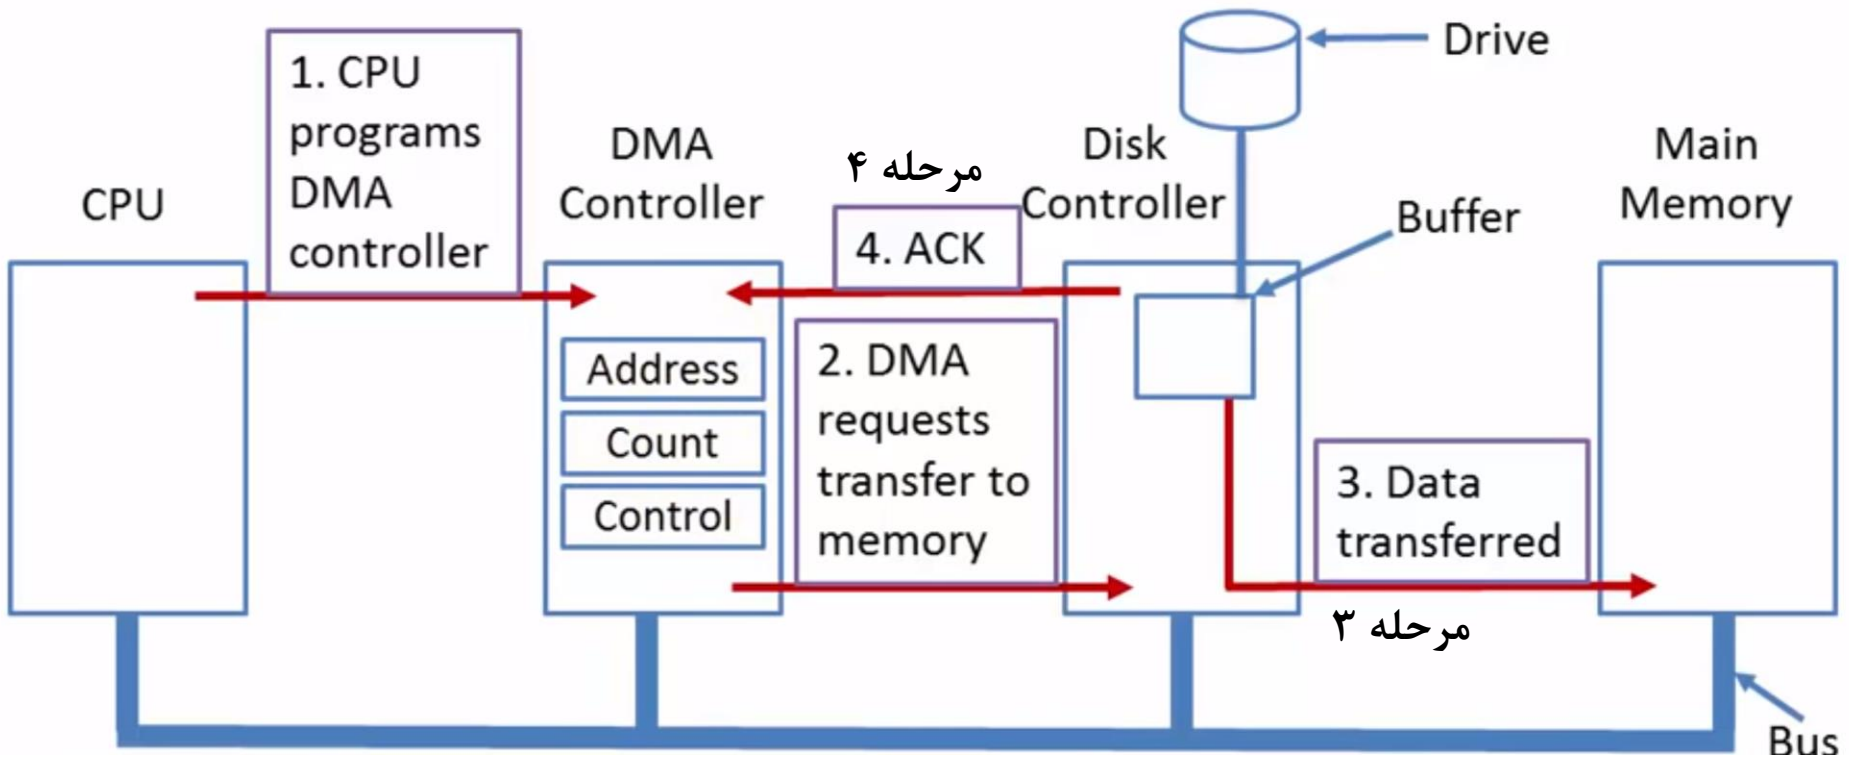 1. CPU
programs
DMA
controller
CPU
DMA
Controller
Address
Count
Control
مرحله ۴
4. ACK
2. DMA
requests
transfer to
memory
Disk
Controller
Drive
Buffer
3. Data
transferred
مرحله ۳
Main
Memory
Bus